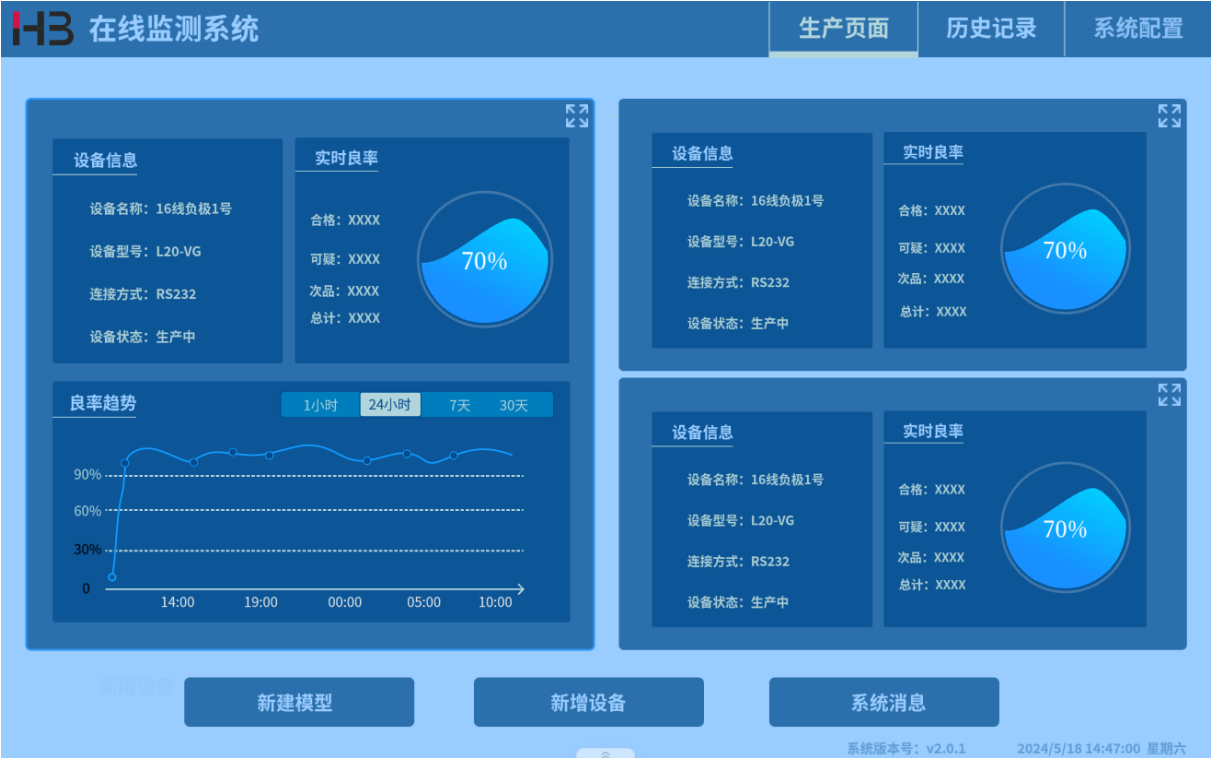 HB 在线监测系统
生产页面 历史记录 系统配置
设备信息
设备名称：16线负极1号
设备型号：L20-VG
连接方式：RS232
设备状态：生产中
实时良率
合格：XXXX
可疑：XXXX
次品：XXXX
总计：XXXX
70%
良率趋势
1小时 24小时 7天 30天
90%
60%
30%
0
14:00 19:00 00:00 05:00 10:00
设备信息
设备名称：16线负极1号
设备型号：L20-VG
连接方式：RS232
设备状态：生产中
实时良率
合格：XXXX
可疑：XXXX
次品：XXXX
总计：XXXX
70%
设备信息
设备名称：16线负极1号
设备型号：L20-VG
连接方式：RS232
设备状态：生产中
实时良率
合格：XXXX
可疑：XXXX
次品：XXXX
总计：XXXX
70%
新增设备
新建模型 新增设备 系统消息
系统版本号：v2.0.1 2024/5/18 14:47:00 星期六